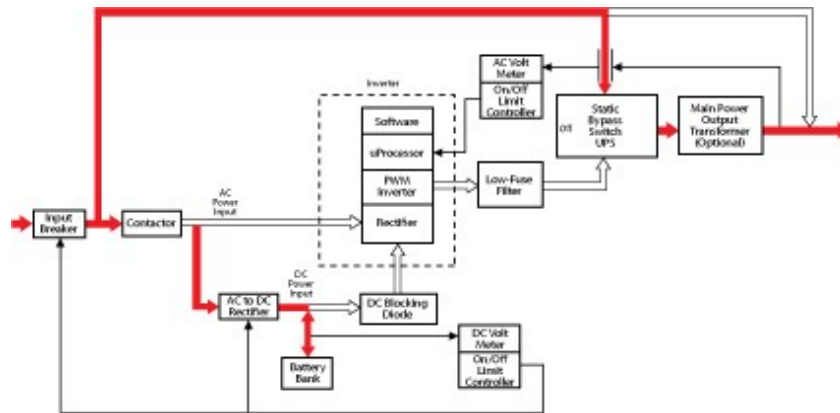 AC Volt
Meter
On/Off
Limit
Controller
Inverter
Software
uProcessor
PWM
Inverter
Rectifier
Off
Static
Bypass
Switch
UPS
Main Power
Output
Transformer
(Optional)
Low-Fuse
Filter
AC
Power
Input
Input
Breaker
Contactor
DC
Power
Input
AC to DC
Rectifier
DC Blocking
Diode
Battery
Bank
DC Volt
Meter
On/Off
Limit
Controller